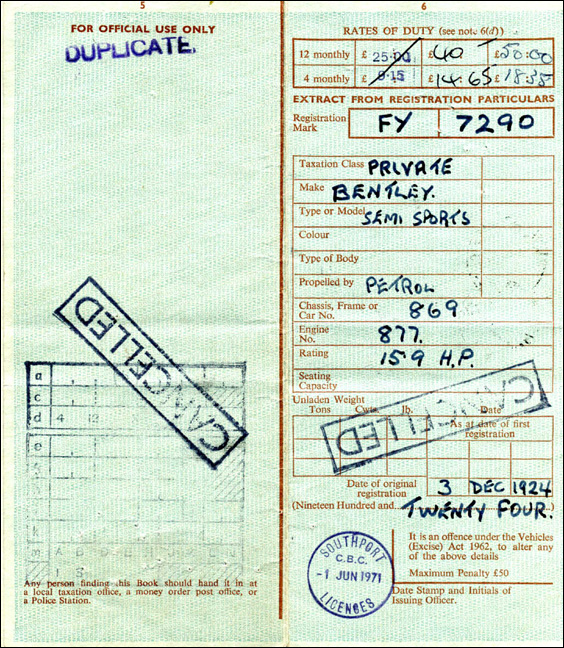 5
FOR OFFICIAL USE ONLY
DUPLICATE.
CANCELLED
a
c
d 4 12
e
Any person finding this Book should hand it in at
a local taxation office, a money order post office, or
a Police Station.
6
RATES OF DUTY (see note 6(d))
12 monthly £ 25.00 £40 - £50.00
4 monthly £ 9.15 £14.65 £18.35
EXTRACT FROM REGISTRATION PARTICULARS
Registration
Mark FY 7290
Taxation Class PRIVATE
Make BENTLEY.
Type or Model SEMI SPORTS
Colour
Type of Body
Propelled by PETROL
Chassis, Frame or
Car No. 869
Engine
No. 877.
Rating 15.9 H.P.
Seating
Capacity
CANCELLED
Unladen Weight
Tons Cwts. lb. Date
As at date of first
registration
Date of original
registration 3 DEC 1924
(Nineteen Hundred and TWENTY FOUR.)
SOUTHPORT
C.B.C.
-1 JUN 1971
LICENCES
It is an offence under the Vehicles
(Excise) Act 1962, to alter any
of the above details
Maximum Penalty £50
Date Stamp and Initials of
Issuing Officer.